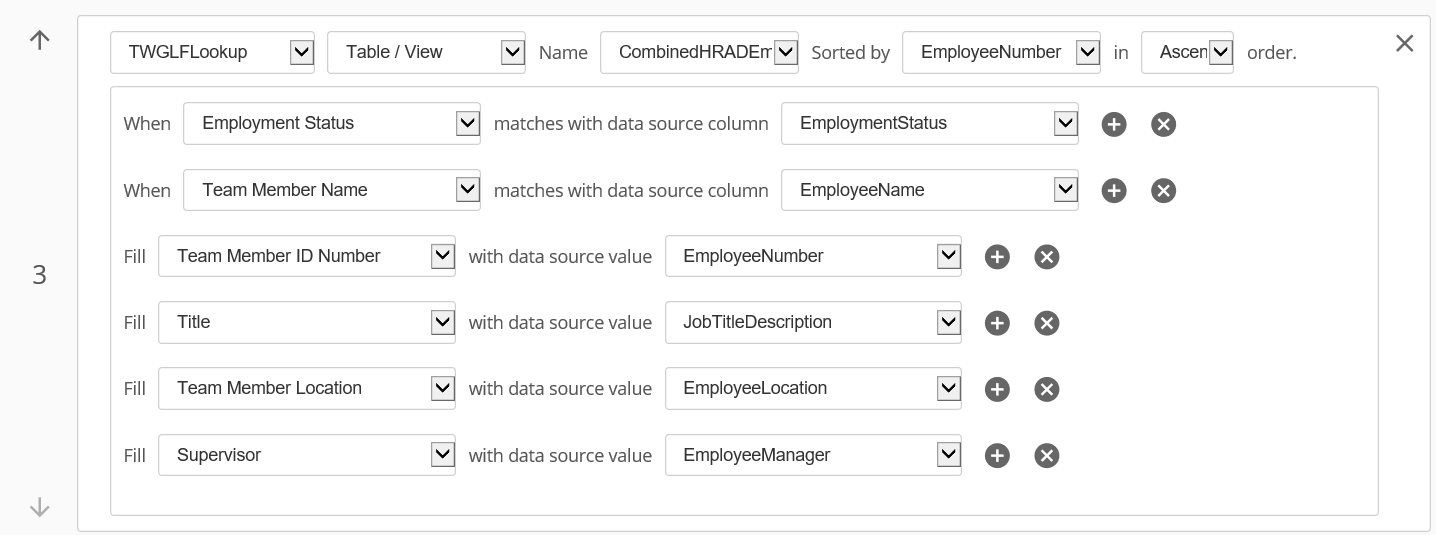 TWGLFLookup Table / View Name CombinedHRADEm Sorted by EmployeeNumber in Ascen order.
When Employment Status matches with data source column EmploymentStatus
When Team Member Name matches with data source column EmployeeName
Fill Team Member ID Number with data source value EmployeeNumber
3
Fill Title with data source value JobTitleDescription
Fill Team Member Location with data source value EmployeeLocation
Fill Supervisor with data source value EmployeeManager